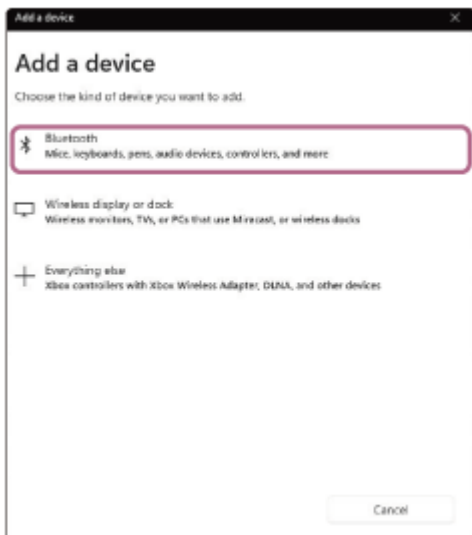 Add a device
Add a device
Choose the kind of device you want to add.
Bluetooth
Mice, keyboards, pens, audio devices, controllers, and more
Wireless display or dock
Wireless monitors, TVs, or PCs that use Miracast, or wireless docks
Everything else
Xbox controllers with Xbox Wireless Adapter, DLNA, and other devices
Cancel